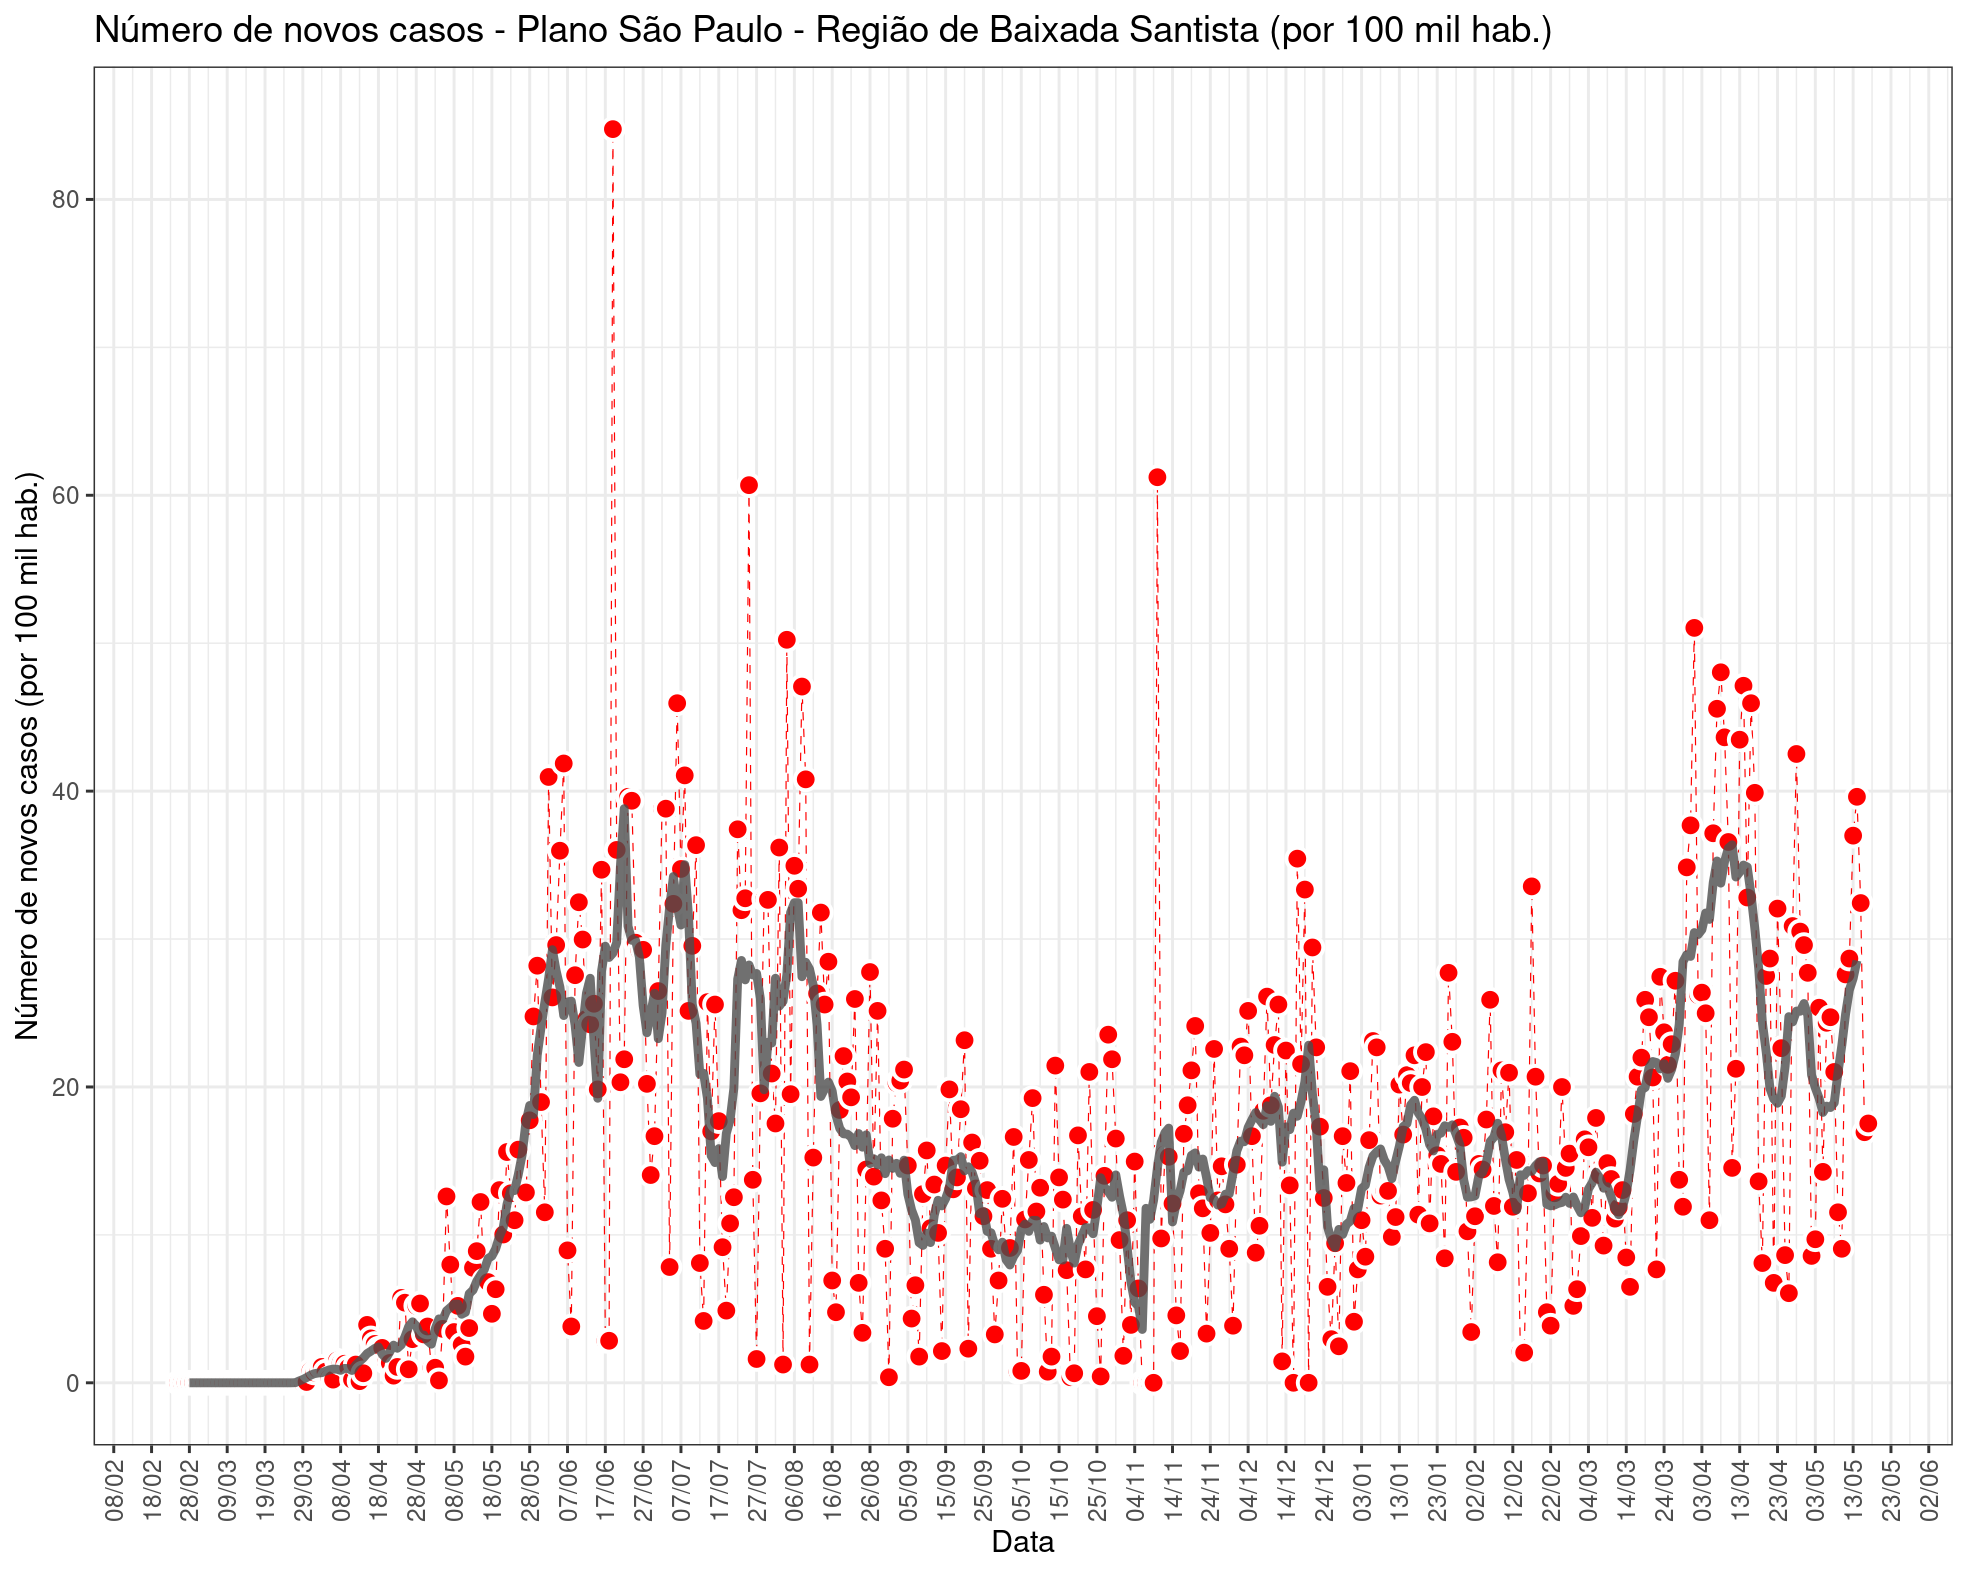 Número de novos casos - Plano São Paulo - Região de Baixada Santista (por 100 mil hab.)
Número de novos casos (por 100 mil hab.)
80
60
40
20
0
08/02 18/02 28/02 09/03 19/03 29/03 08/04 18/04 28/04 08/05 18/05 28/05 07/06 17/06 27/06 07/07 17/07 27/07 06/08 16/08 26/08 05/09 15/09 25/09 05/10 15/10 25/10 04/11 14/11 24/11 04/12 14/12 24/12 03/01 13/01 23/01 02/02 12/02 22/02 04/03 14/03 24/03 03/04 13/04 23/04 03/05 13/05 23/05 02/06
Data